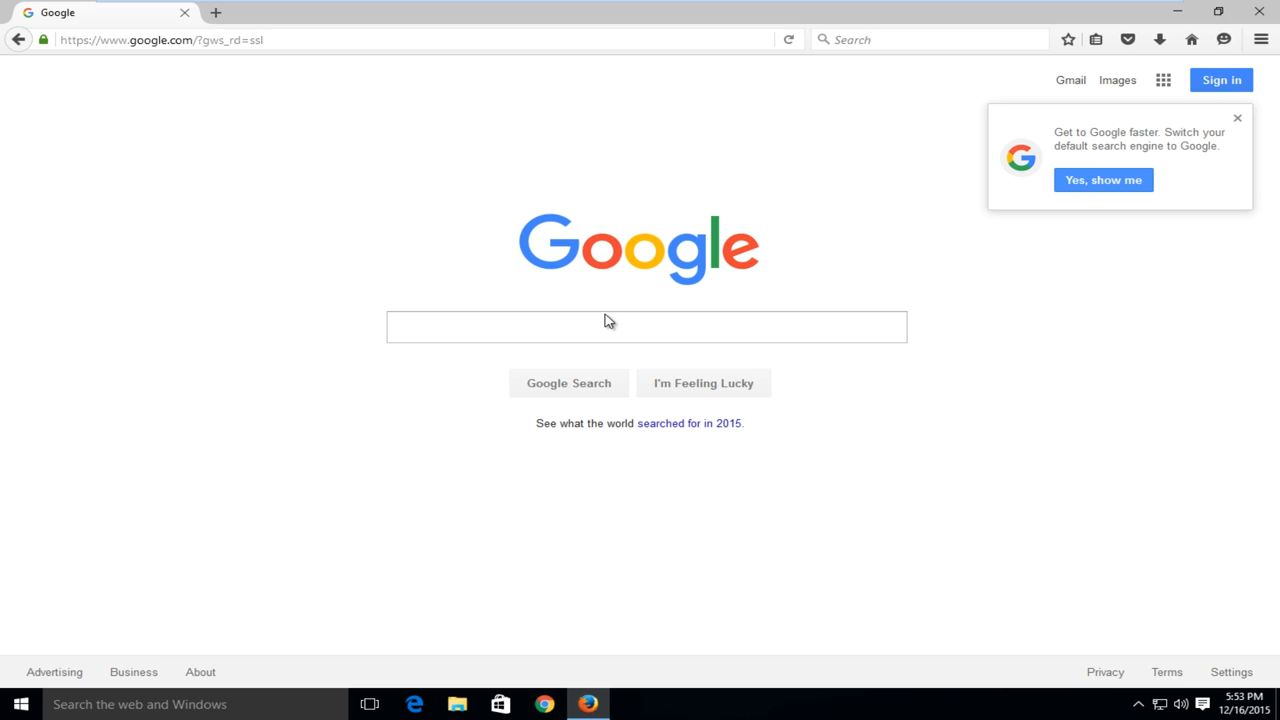 Google
https://www.google.com/?gws_rd=ssl
Search
Gmail Images Sign in
Get to Google faster. Switch your
default search engine to Google.
Yes, show me
Google
Google Search I'm Feeling Lucky
See what the world searched for in 2015.
Advertising Business About Privacy Terms Settings
Search the web and Windows
5:53 PM
12/16/2015